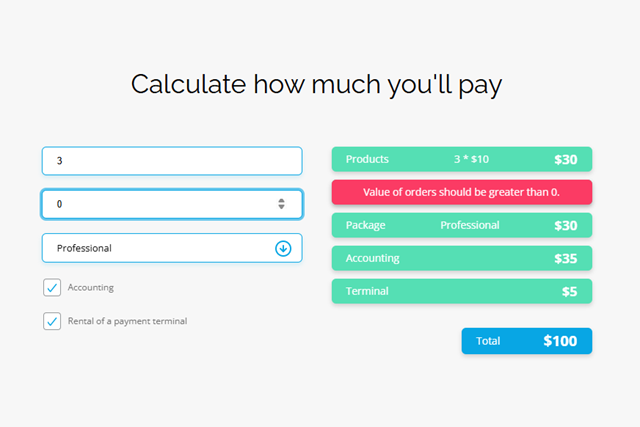 Calculate how much you'll pay
3
0
Professional
Accounting
Rental of a payment terminal
Products 3 * $10 $30
Value of orders should be greater than 0.
Package Professional $30
Accounting $35
Terminal $5
Total $100